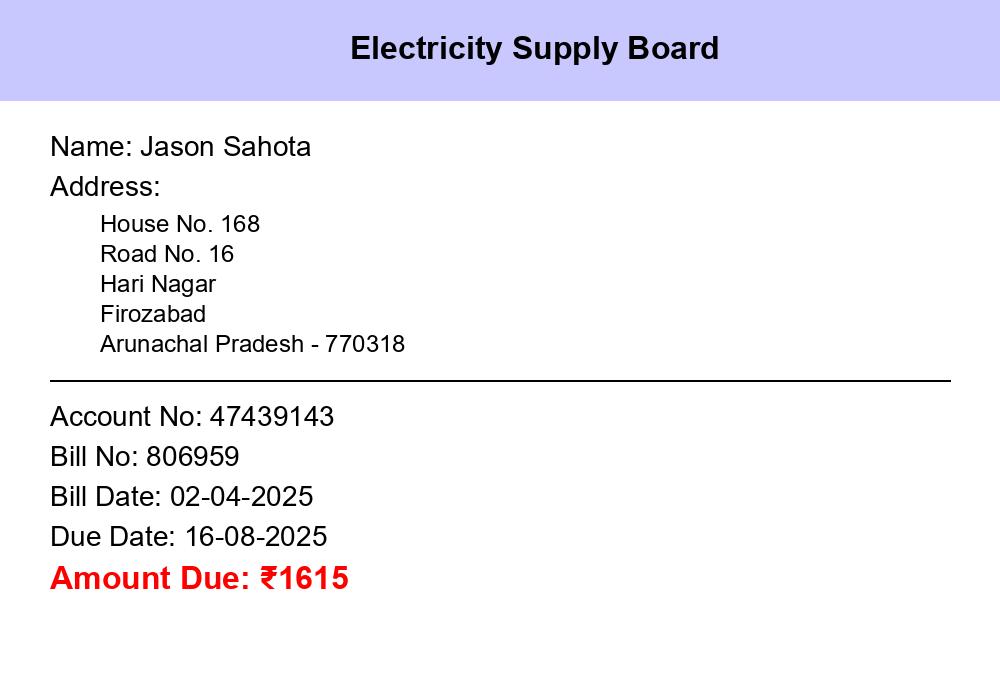 Electricity Supply Board
Name: Jason Sahota
Address:
House No. 168
Road No. 16
Hari Nagar
Firozabad
Arunachal Pradesh - 770318
Account No: 47439143
Bill No: 806959
Bill Date: 02-04-2025
Due Date: 16-08-2025
Amount Due: ₹1615